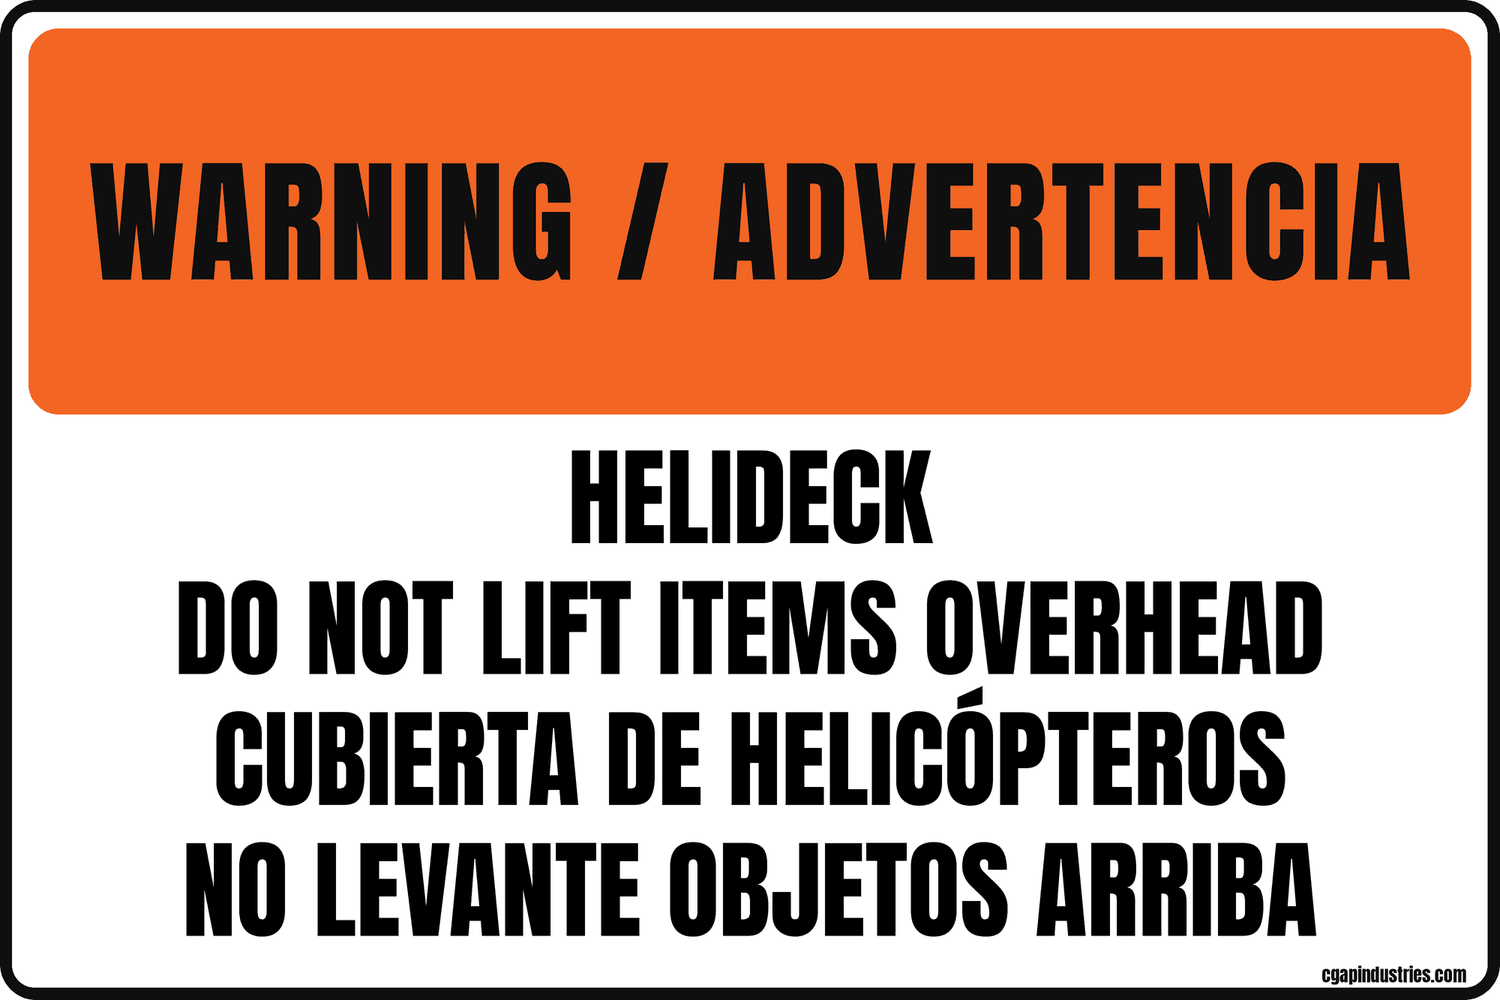 WARNING / ADVERTENCIA
HELIDECK
DO NOT LIFT ITEMS OVERHEAD
CUBIERTA DE HELICÓPTEROS
NO LEVANTE OBJETOS ARRIBA
cgapindustries.com